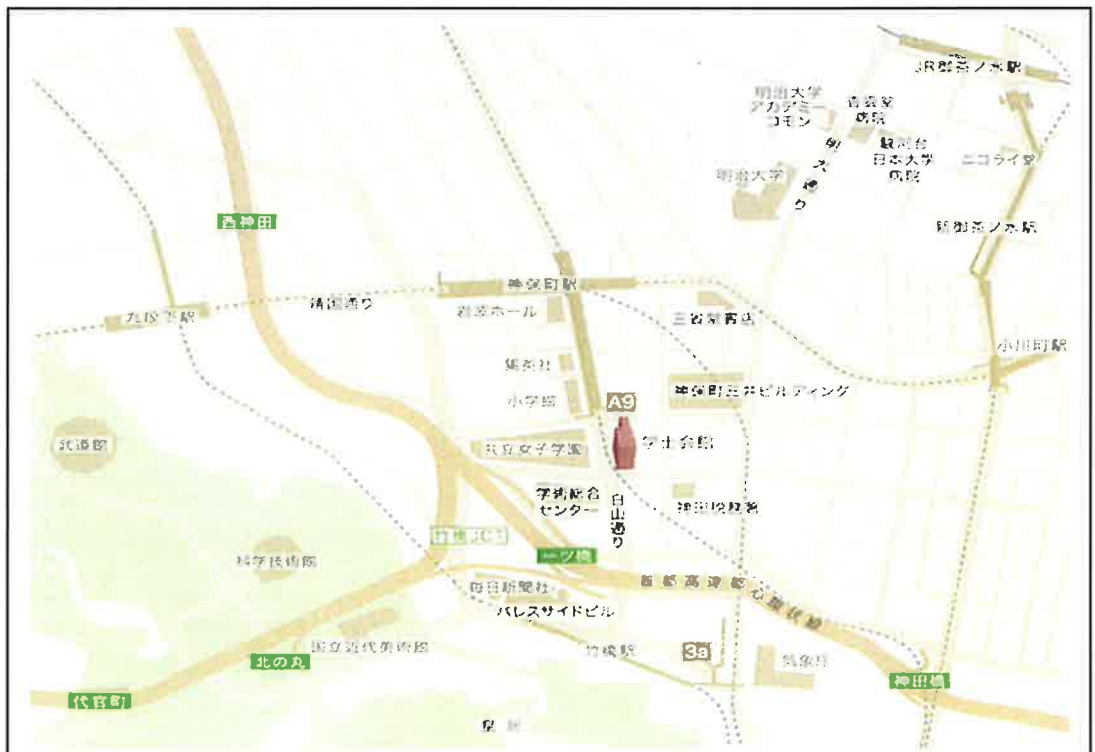 JR御茶ノ水駅
明治大学
アカデミー
コモン
杏雲堂
病院
駿河台
日本大学
病院
ニコライ堂
明大通り
明治大学
新御茶ノ水駅
西神田
神保町駅
靖国通り
九段下駅
岩波ホール
三省堂書店
小川町駅
集英社
小学館
神保町三井ビルディング
A9
武道館
共立女子学園
学士会館
学術総合
センター
白山通り
神田税務署
竹橋JCT
一ツ橋
科学技術館
毎日新聞社
パレスサイドビル
首都高速都心環状線
国立近代美術館
竹橋駅
3a
気象庁
北の丸
神田橋
代官町
皇居